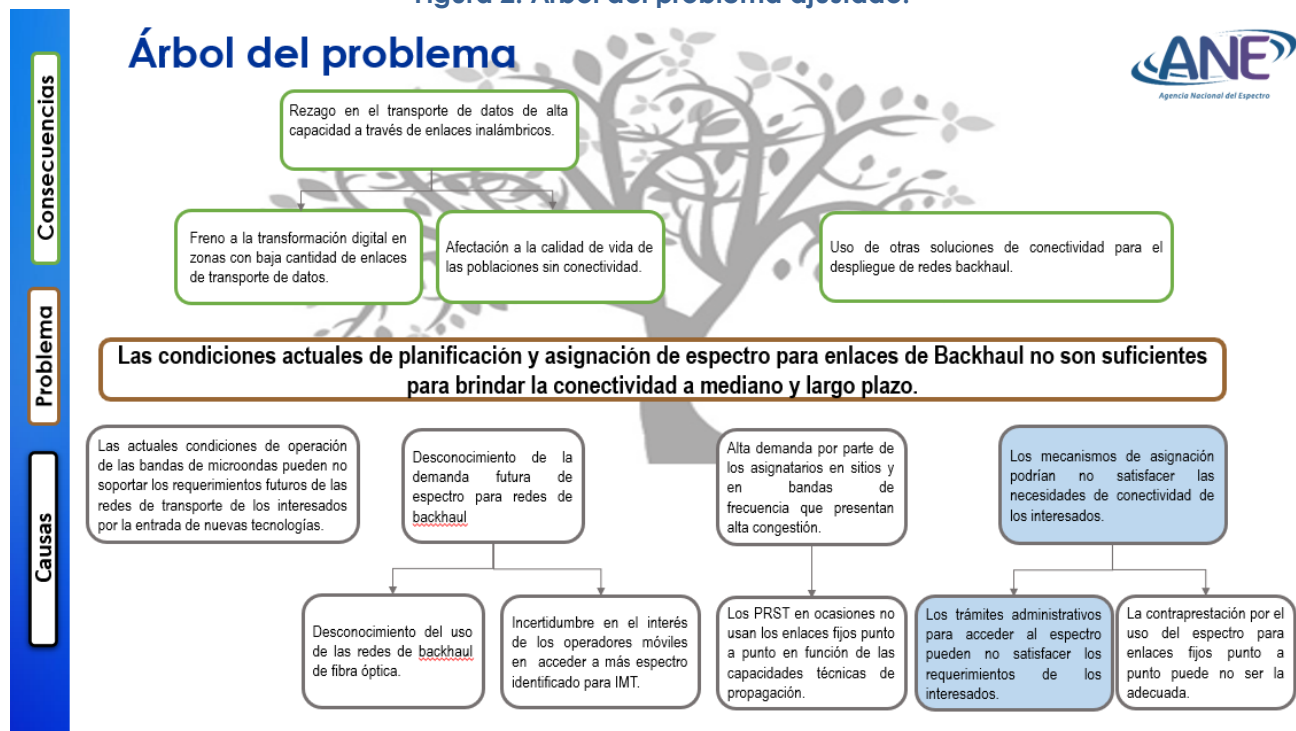 Figura 2. Árbol del problema ajustado.
Árbol del problema
ANE
Agencia Nacional del Espectro
Consecuencias
Rezago en el transporte de datos de alta
capacidad a través de enlaces inalámbricos.
Freno a la transformación digital en
zonas con baja cantidad de enlaces
de transporte de datos.
Afectación a la calidad de vida de
las poblaciones sin conectividad.
Uso de otras soluciones de conectividad para el
despliegue de redes backhaul.
Problema
Las condiciones actuales de planificación y asignación de espectro para enlaces de Backhaul no son suficientes
para brindar la conectividad a mediano y largo plazo.
Causas
Las actuales condiciones de operación
de las bandas de microondas pueden no
soportar los requerimientos futuros de las
redes de transporte de los interesados
por la entrada de nuevas tecnologías.
Desconocimiento de la
demanda futura de
espectro para redes de
backhaul
Alta demanda por parte de
los asignatarios en sitios y
en bandas de
frecuencia que presentan
alta congestión.
Los mecanismos de asignación
podrían no satisfacer las
necesidades de conectividad de
los interesados.
Desconocimiento del uso
de las redes de backhaul
de fibra óptica.
Incertidumbre en el interés
de los operadores móviles
en acceder a más espectro
identificado para IMT.
Los PRST en ocasiones no
usan los enlaces fijos punto
a punto en función de las
capacidades técnicas de
propagación.
Los trámites administrativos
para acceder al espectro
pueden no satisfacer los
requerimientos de los
interesados.
La contraprestación por el
uso del espectro para
enlaces fijos punto a
punto puede no ser la
adecuada.